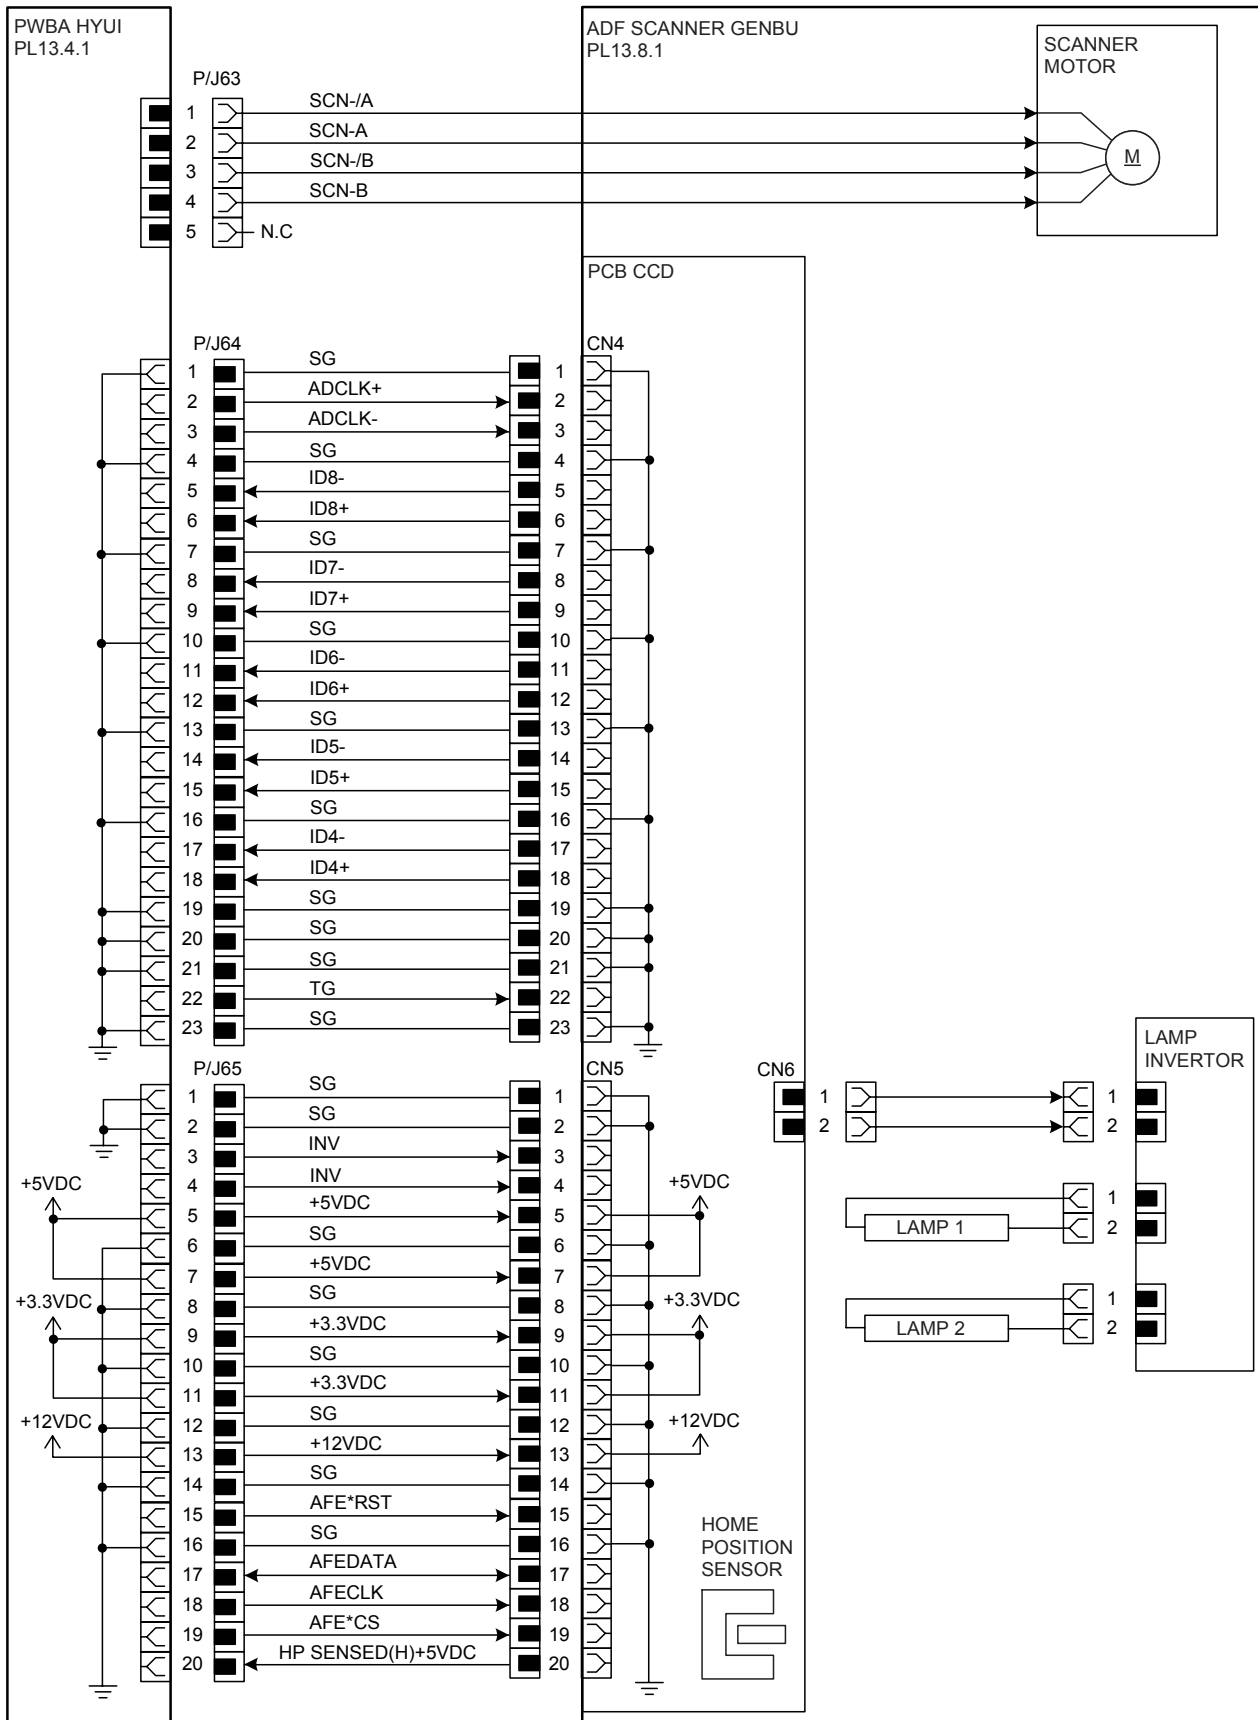 PWBA HYUI
PL13.4.1
ADF SCANNER GENBU
PL13.8.1
SCANNER
MOTOR
P/J63
1 SCN-/A
2 SCN-A
3 SCN-/B
4 SCN-B
5 N.C
M
PCB CCD
P/J64 CN4
1 SG 1
2 ADCLK+ 2
3 ADCLK- 3
4 SG 4
5 ID8- 5
6 ID8+ 6
7 SG 7
8 ID7- 8
9 ID7+ 9
10 SG 10
11 ID6- 11
12 ID6+ 12
13 SG 13
14 ID5- 14
15 ID5+ 15
16 SG 16
17 ID4- 17
18 ID4+ 18
19 SG 19
20 SG 20
21 SG 21
22 TG 22
23 SG 23
P/J65 CN5
1 SG 1
2 SG 2
3 INV 3
4 INV 4
+5VDC +5VDC
5 +5VDC 5
6 SG 6
7 +5VDC 7
+3.3VDC +3.3VDC
8 SG 8
9 +3.3VDC 9
10 SG 10
11 +3.3VDC 11
+12VDC +12VDC
12 SG 12
13 +12VDC 13
14 SG 14
15 AFE*RST 15
16 SG 16
17 AFEDATA 17
18 AFECLK 18
19 AFE*CS 19
20 HP SENSED(H)+5VDC 20
HOME
POSITION
SENSOR
CN6
1 1
2 2
LAMP
INVERTOR
1
LAMP 1 2
1
LAMP 2 2